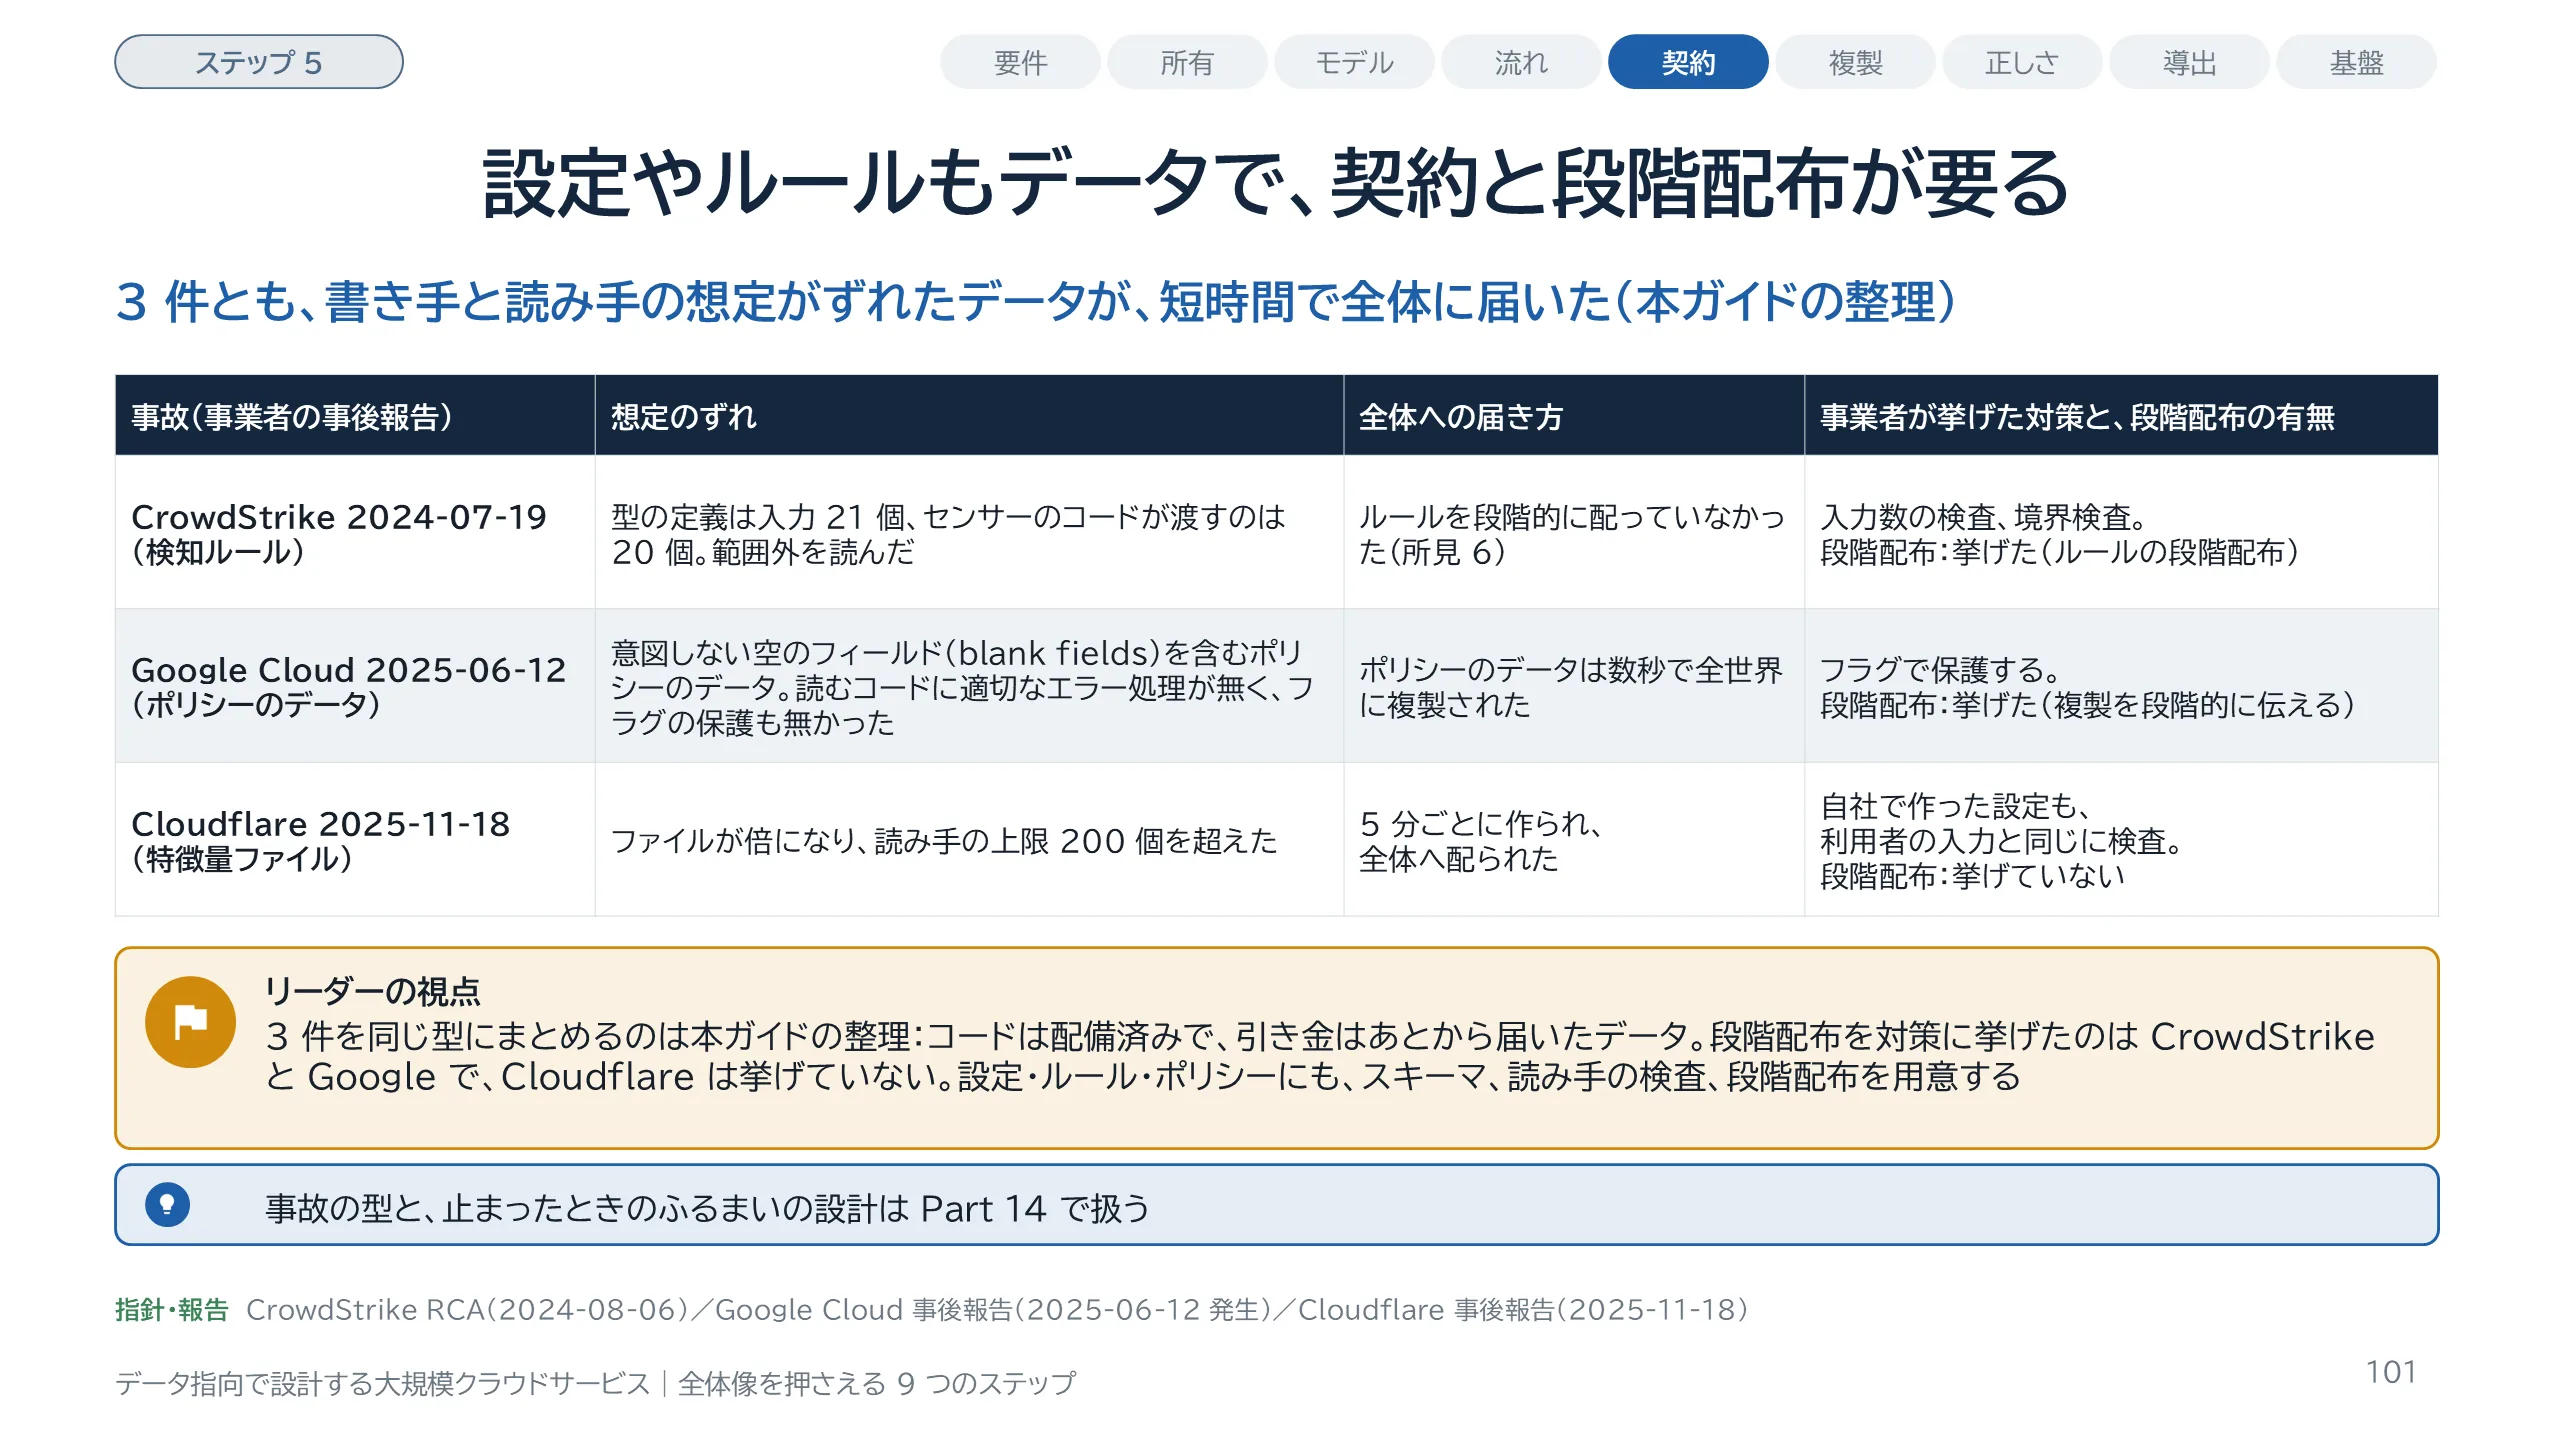 ステップ 5
要件
所有
モデル
流れ
契約
複製
正しさ
導出
基盤
設定やルールもデータで、契約と段階配布が要る
3 件とも、書き手と読み手の想定がずれたデータが、短時間で全体に届いた（本ガイドの整理）
事故（事業者の事後報告）
想定のずれ
全体への届き方
事業者が挙げた対策と、段階配布の有無
CrowdStrike 2024-07-19
（検知ルール）
型の定義は入力 21 個、センサーのコードが渡すのは
20 個。範囲外を読んだ
ルールを段階的に配っていなかっ
た（所見 6）
入力数の検査、境界検査。
段階配布：挙げた（ルールの段階配布）
Google Cloud 2025-06-12
（ポリシーのデータ）
意図しない空のフィールド（blank fields）を含むポリ
シーのデータ。読むコードに適切なエラー処理が無く、フ
ラグの保護も無かった
ポリシーのデータは数秒で全世界
に複製された
フラグで保護する。
段階配布：挙げた（複製を段階的に伝える）
Cloudflare 2025-11-18
（特徴量ファイル）
ファイルが倍になり、読み手の上限 200 個を超えた
5 分ごとに作られ、
全体へ配られた
自社で作った設定も、
利用者の入力と同じに検査。
段階配布：挙げていない
リーダーの視点
3 件を同じ型にまとめるのは本ガイドの整理：コードは配備済みで、引き金はあとから届いたデータ。段階配布を対策に挙げたのは CrowdStrike
と Google で、Cloudflare は挙げていない。設定・ルール・ポリシーにも、スキーマ、読み手の検査、段階配布を用意する
事故の型と、止まったときのふるまいの設計は Part 14 で扱う
指針・報告 CrowdStrike RCA（2024-08-06）／Google Cloud 事後報告（2025-06-12 発生）／Cloudflare 事後報告（2025-11-18）
データ指向で設計する大規模クラウドサービス｜全体像を押さえる 9 つのステップ
101